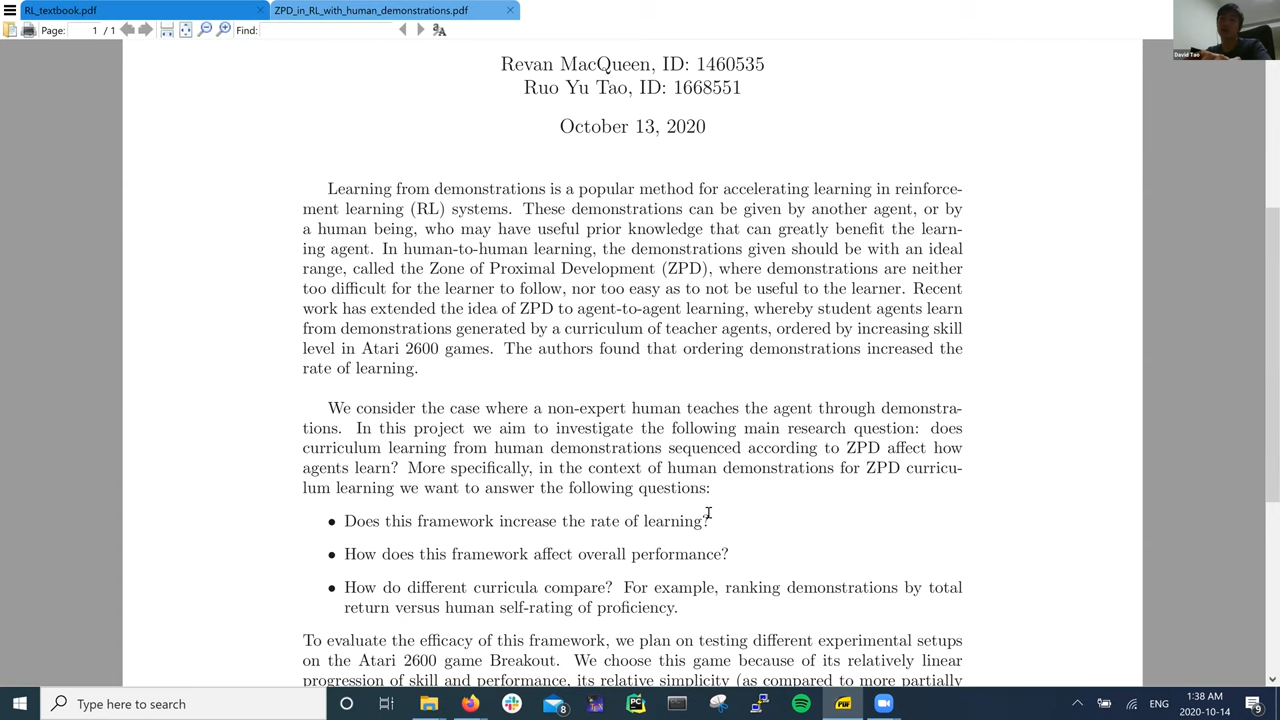 RL_textbook.pdf
ZPD_in_RL_with_human_demonstrations.pdf
Page: 1 / 1 Find:
David Tao
Revan MacQueen, ID: 1460535
Ruo Yu Tao, ID: 1668551
October 13, 2020
Learning from demonstrations is a popular method for accelerating learning in reinforce-
ment learning (RL) systems. These demonstrations can be given by another agent, or by
a human being, who may have useful prior knowledge that can greatly benefit the learn-
ing agent. In human-to-human learning, the demonstrations given should be with an ideal
range, called the Zone of Proximal Development (ZPD), where demonstrations are neither
too difficult for the learner to follow, nor too easy as to not be useful to the learner. Recent
work has extended the idea of ZPD to agent-to-agent learning, whereby student agents learn
from demonstrations generated by a curriculum of teacher agents, ordered by increasing skill
level in Atari 2600 games. The authors found that ordering demonstrations increased the
rate of learning.
We consider the case where a non-expert human teaches the agent through demonstra-
tions. In this project we aim to investigate the following main research question: does
curriculum learning from human demonstrations sequenced according to ZPD affect how
agents learn? More specifically, in the context of human demonstrations for ZPD curricu-
lum learning we want to answer the following questions:
• Does this framework increase the rate of learning?
• How does this framework affect overall performance?
• How do different curricula compare? For example, ranking demonstrations by total
return versus human self-rating of proficiency.
To evaluate the efficacy of this framework, we plan on testing different experimental setups
on the Atari 2600 game Breakout. We choose this game because of its relatively linear
progression of skill and performance, its relative simplicity (as compared to more partially
Type here to search
ENG
1:38 AM
2020-10-14